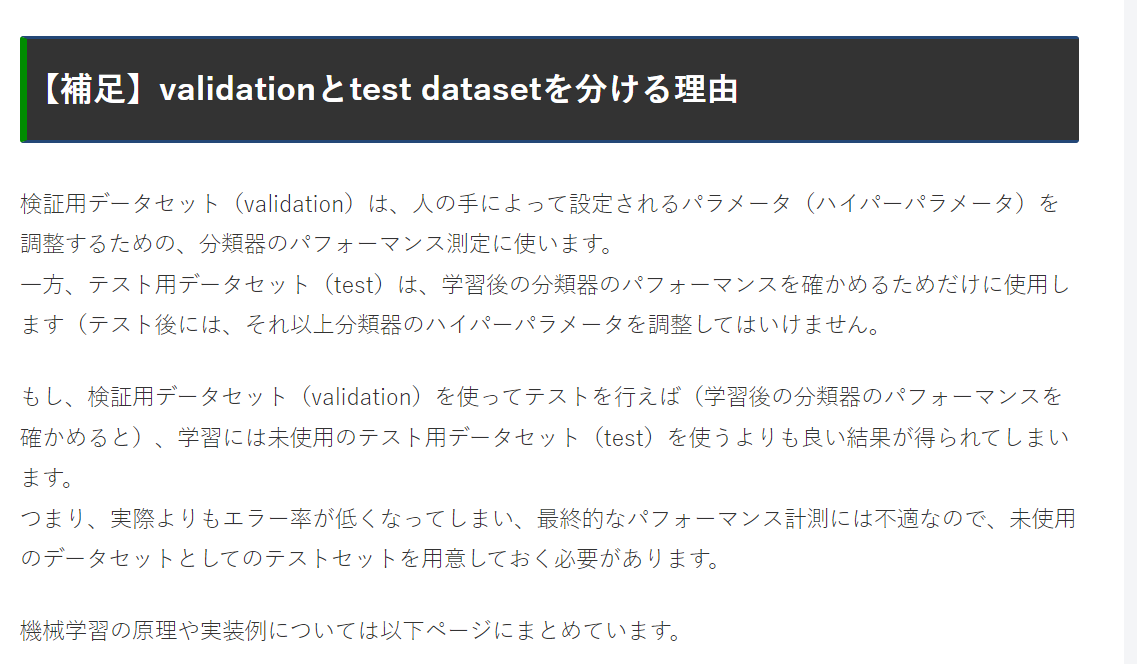 【補足】validationとtest datasetを分ける理由
検証用データセット（validation）は、人の手によって設定されるパラメータ（ハイパーパラメータ）を
調整するための、分類器のパフォーマンス測定に使います。
一方、テスト用データセット（test）は、学習後の分類器のパフォーマンスを確かめるためだけに使用し
ます（テスト後には、それ以上分類器のハイパーパラメータを調整してはいけません。
もし、検証用データセット（validation）を使ってテストを行えば（学習後の分類器のパフォーマンスを
確かめると）、学習には未使用のテスト用データセット（test）を使うよりも良い結果が得られてしまい
ます。
つまり、実際よりもエラー率が低くなってしまい、最終的なパフォーマンス計測には不適なので、未使用
のデータセットとしてのテストセットを用意しておく必要があります。
機械学習の原理や実装例については以下ページにまとめています。